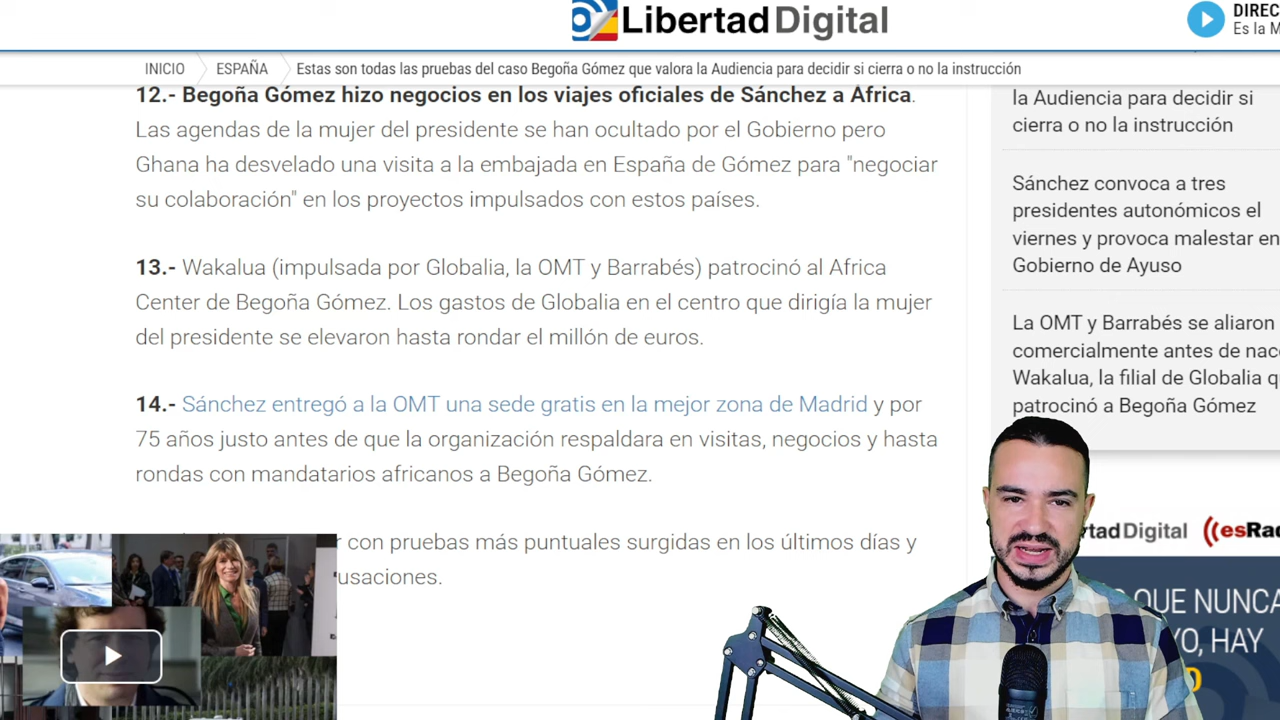 Libertad Digital
DIREC
Es la M
INICIO ESPAÑA Estas son todas las pruebas del caso Begoña Gómez que valora la Audiencia para decidir si cierra o no la instrucción
12.- Begoña Gómez hizo negocios en los viajes oficiales de Sánchez a África.
Las agendas de la mujer del presidente se han ocultado por el Gobierno pero
Ghana ha desvelado una visita a la embajada en España de Gómez para "negociar
su colaboración" en los proyectos impulsados con estos países.
13.- Wakalua (impulsada por Globalia, la OMT y Barrabés) patrocinó al Africa
Center de Begoña Gómez. Los gastos de Globalia en el centro que dirigía la mujer
del presidente se elevaron hasta rondar el millón de euros.
14.- Sánchez entregó a la OMT una sede gratis en la mejor zona de Madrid y por
75 años justo antes de que la organización respaldara en visitas, negocios y hasta
rondas con mandatarios africanos a Begoña Gómez.
r con pruebas más puntuales surgidas en los últimos días y
usaciones.
la Audiencia para decidir si
cierra o no la instrucción
Sánchez convoca a tres
presidentes autonómicos el
viernes y provoca malestar en
Gobierno de Ayuso
La OMT y Barrabés se aliaron
comercialmente antes de nac
Wakalua, la filial de Globalia q
patrocinó a Begoña Gómez
rtad Digital esRa
QUE NUNCA
YO, HAY
O